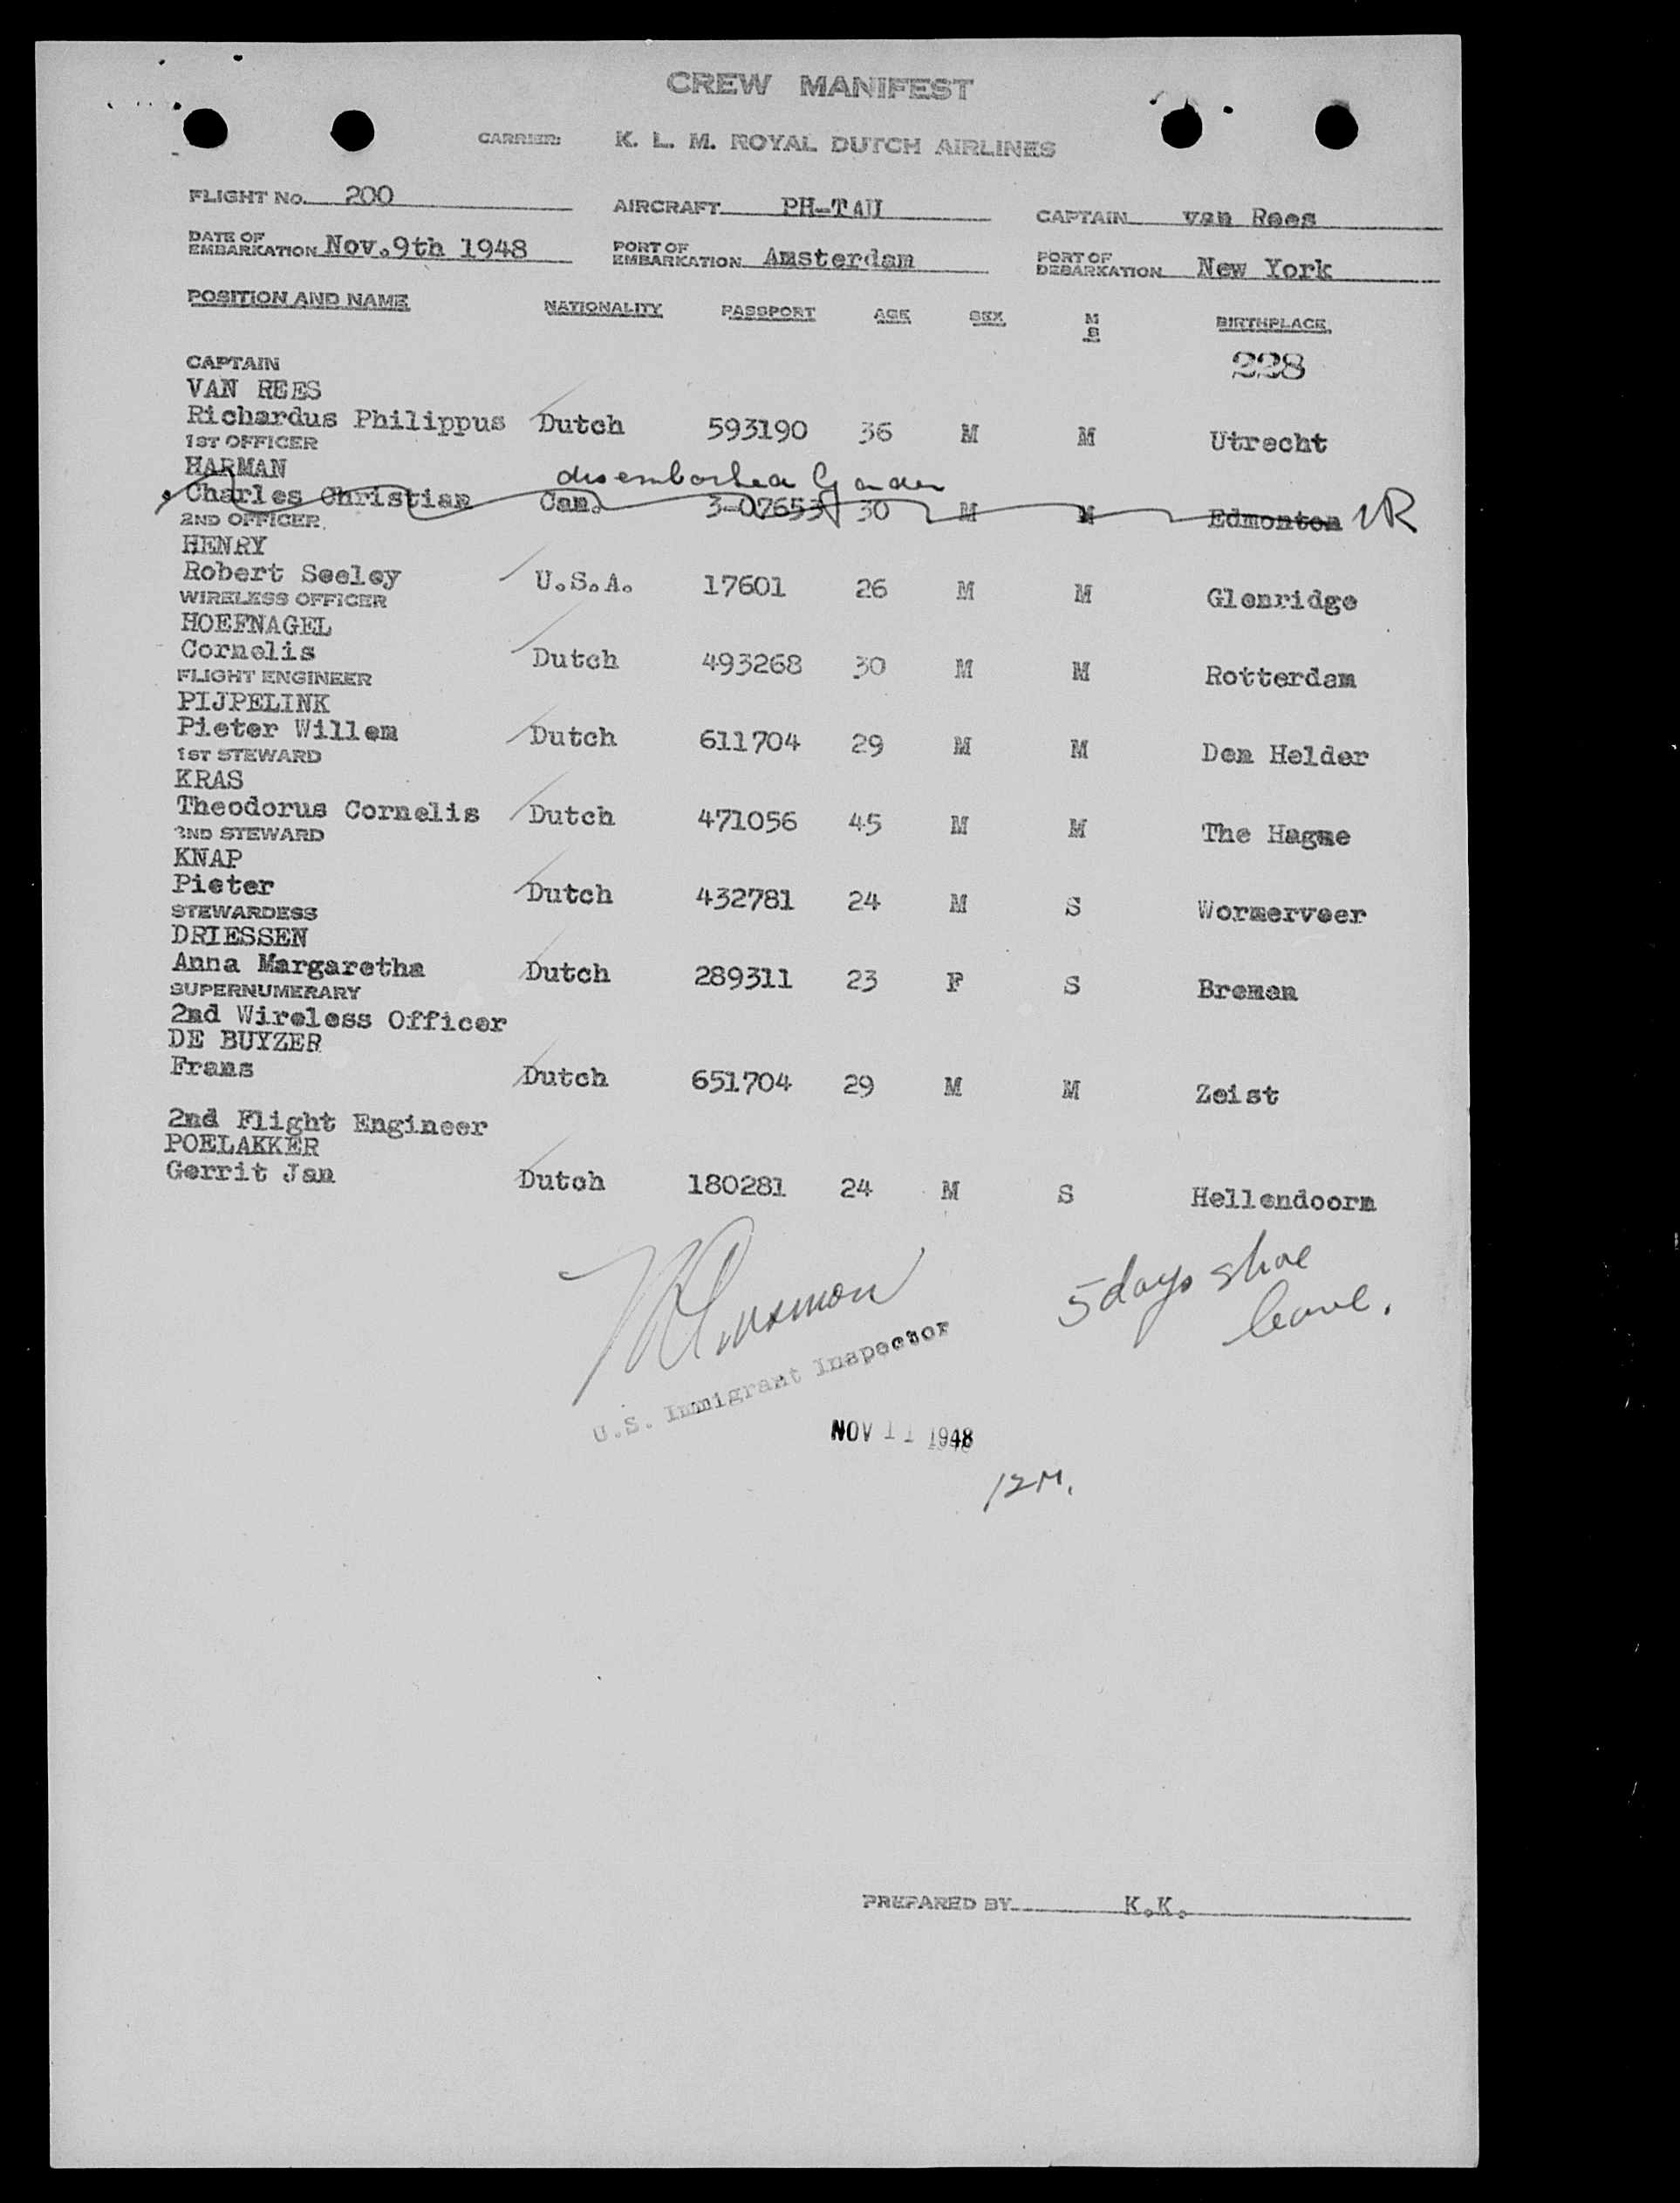 CREW MANIFEST
CARRIER: K. L. M. ROYAL DUTCH AIRLINES
FLIGHT No. 200 AIRCRAFT PH-TAU CAPTAIN van Rees
DATE OF EMBARKATION Nov.9th 1948 PORT OF EMBARKATION Amsterdam PORT OF DEBARKATION New York
POSITION AND NAME NATIONALITY PASSPORT AGE SEX M S BIRTHPLACE
228
CAPTAIN
VAN REES
Richardus Philippus Dutch 593190 36 M M Utrecht
1ST OFFICER
HARMAN
disembarked Gander
Charles Christian Can. 3-07653 30 M M Edmonton
2ND OFFICER
HENRY
Robert Seeley U.S.A. 17601 26 M M Glenridge
WIRELESS OFFICER
HOEFNAGEL
Cornelis Dutch 493268 30 M M Rotterdam
FLIGHT ENGINEER
PIJPELINK
Pieter Willem Dutch 611704 29 M M Den Helder
1ST STEWARD
KRAS
Theodorus Cornelis Dutch 471056 45 M M The Hague
2ND STEWARD
KNAP
Pieter Dutch 432781 24 M S Wormerveer
STEWARDESS
DRIESSEN
Anna Margaretha Dutch 289311 23 F S Bremen
SUPERNUMERARY
2nd Wireless Officer
DE BUYZER
Frans Dutch 651704 29 M M Zeist
2nd Flight Engineer
POELAKKER
Gerrit Jan Dutch 180281 24 M S Hellendoorn
5 days shoe
leave.
U.S. Immigrant Inspector
NOV 11 1948
12M.
PREPARED BY K.K.